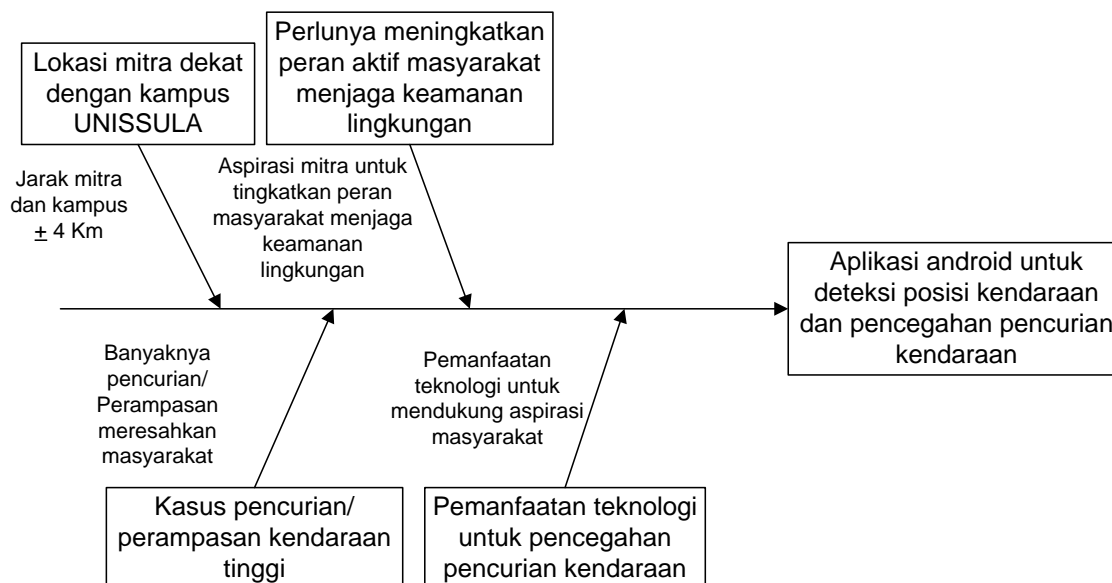 Lokasi mitra dekat
dengan kampus
UNISSULA
Perlunya meningkatkan
peran aktif masyarakat
menjaga keamanan
lingkungan
Jarak mitra
dan kampus
± 4 Km
Aspirasi mitra untuk
tingkatkan peran
masyarakat menjaga
keamanan
lingkungan
Aplikasi android untuk
deteksi posisi kendaraan
dan pencegahan pencurian
kendaraan
Banyaknya
pencurian/
Perampasan
meresahkan
masyarakat
Pemanfaatan
teknologi untuk
mendukung aspirasi
masyarakat
Kasus pencurian/
perampasan kendaraan
tinggi
Pemanfaatan teknologi
untuk pencegahan
pencurian kendaraan